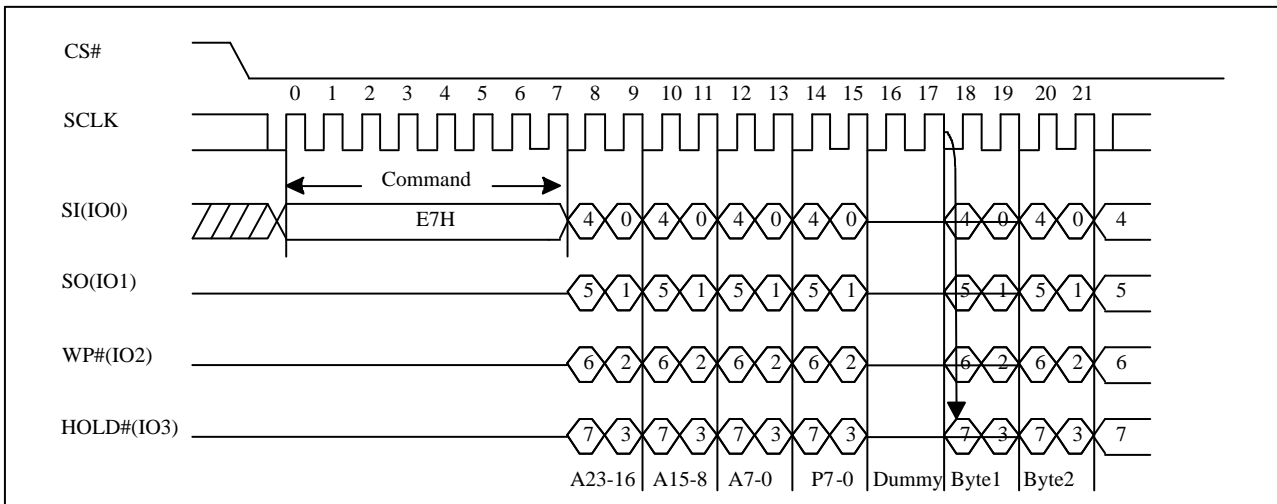 CS#
0 1 2 3 4 5 6 7 8 9 10 11 12 13 14 15 16 17 18 19 20 21
SCLK
Command
SI(IO0) E7H 4 0 4 0 4 0 4 0 4 0 4 0 4
SO(IO1) 5 1 5 1 5 1 5 1 5 1 5 1 5
WP#(IO2) 6 2 6 2 6 2 6 2 6 2 6 2 6
HOLD#(IO3) 7 3 7 3 7 3 7 3 7 3 7 3 7
A23-16 A15-8 A7-0 P7-0 Dummy Byte1 Byte2